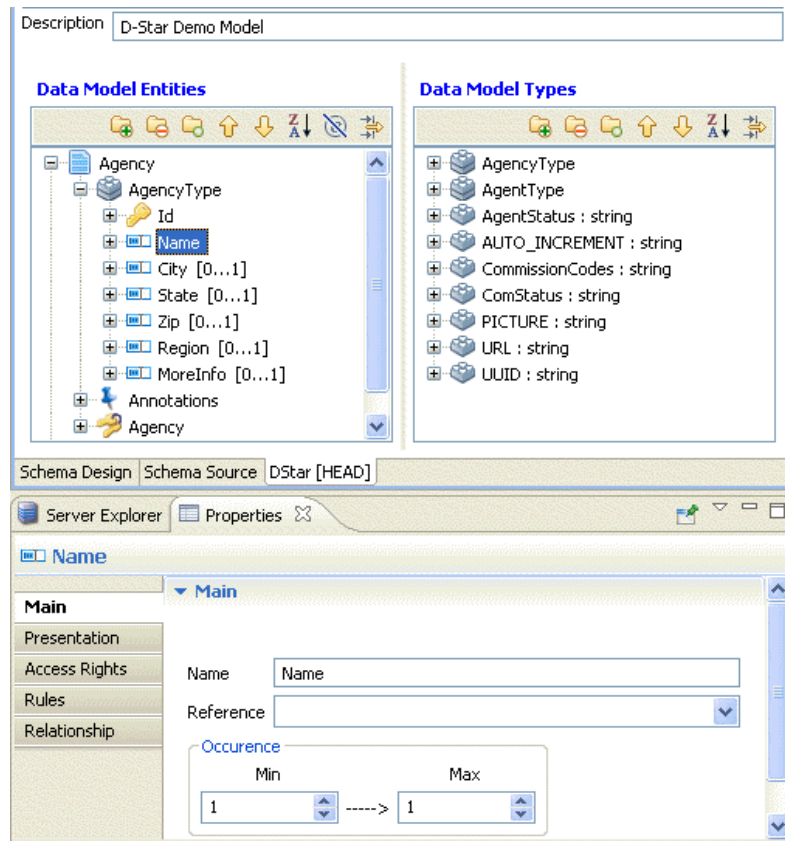 Description D-Star Demo Model
Data Model Entities
Agency
AgencyType
Id
Name
City [0...1]
State [0...1]
Zip [0...1]
Region [0...1]
MoreInfo [0...1]
Annotations
Agency
Data Model Types
AgencyType
AgentType
AgentStatus : string
AUTO_INCREMENT : string
CommissionCodes : string
ComStatus : string
PICTURE : string
URL : string
UUID : string
Schema Design Schema Source DStar [HEAD]
Server Explorer Properties
Name
Main
Presentation
Access Rights
Rules
Relationship
Main
Name Name
Reference
Occurence
Min Max
1 -----> 1